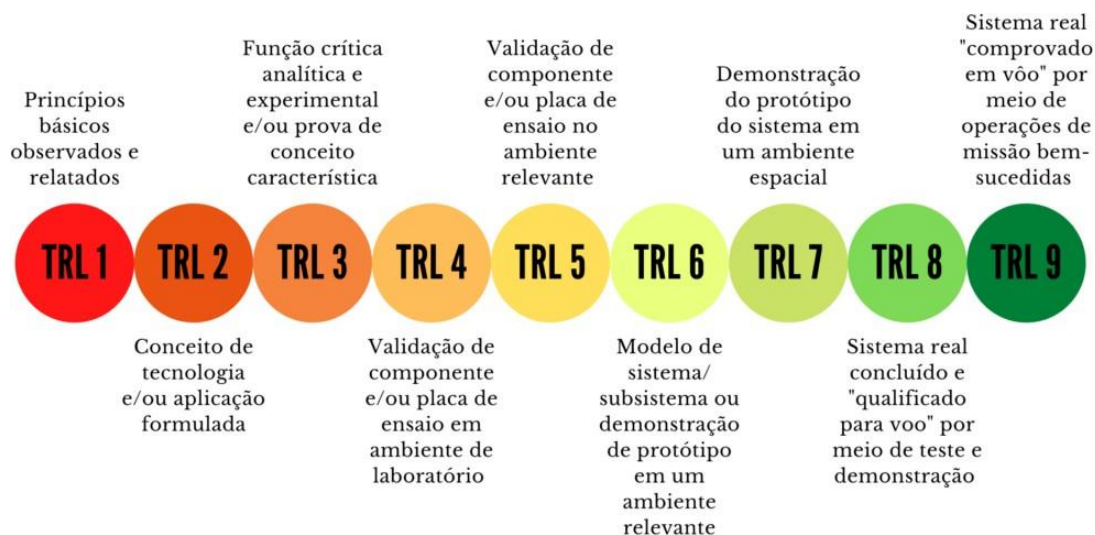 Princípios
básicos
observados e
relatados
TRL 1
TRL 2
Conceito de
tecnologia
e/ou aplicação
formulada
Função crítica
analítica e
experimental
e/ou prova de
conceito
característica
TRL 3
TRL 4
Validação de
componente
e/ou placa de
ensaio em
ambiente de
laboratório
Validação de
componente
e/ou placa de
ensaio no
ambiente
relevante
TRL 5
TRL 6
Modelo de
sistema/
subsistema ou
demonstração
de protótipo
em um
ambiente
relevante
Demonstração
do protótipo
do sistema em
um ambiente
espacial
TRL 7
TRL 8
Sistema real
concluído e
"qualificado
para voo" por
meio de teste e
demonstração
Sistema real
"comprovado
em vôo" por
meio de
operações de
missão bem-
sucedidas
TRL 9